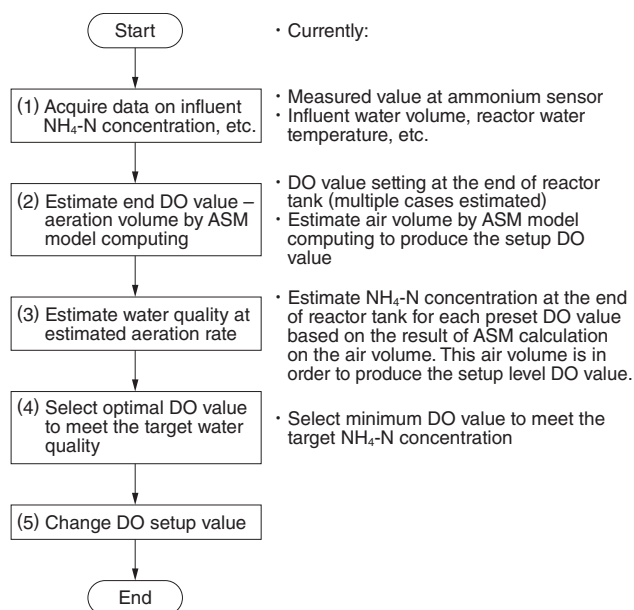 Start
· Currently:
(1) Acquire data on influent
NH₄-N concentration, etc.
· Measured value at ammonium sensor
· Influent water volume, reactor water
temperature, etc.
(2) Estimate end DO value –
aeration volume by ASM
model computing
· DO value setting at the end of reactor
tank (multiple cases estimated)
· Estimate air volume by ASM model
computing to produce the setup DO
value
(3) Estimate water quality at
estimated aeration rate
· Estimate NH₄-N concentration at the end
of reactor tank for each preset DO value
based on the result of ASM calculation
on the air volume. This air volume is in
order to produce the setup level DO value.
(4) Select optimal DO value
to meet the target water
quality
· Select minimum DO value to meet the
target NH₄-N concentration
(5) Change DO setup value
End